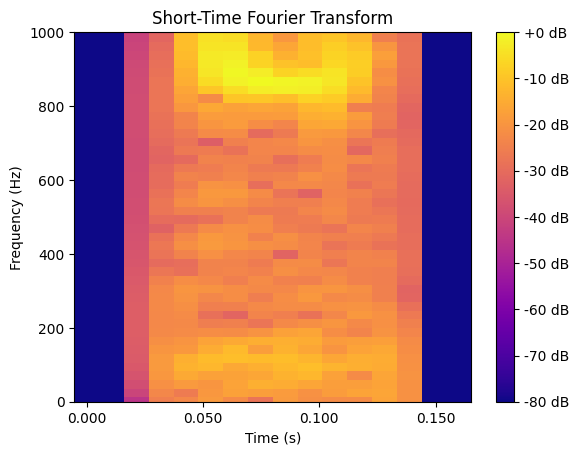 Short-Time Fourier Transform
1000
800
600
400
200
0
Frequency (Hz)
0.000
0.050
0.100
0.150
Time (s)
+0 dB
-10 dB
-20 dB
-30 dB
-40 dB
-50 dB
-60 dB
-70 dB
-80 dB